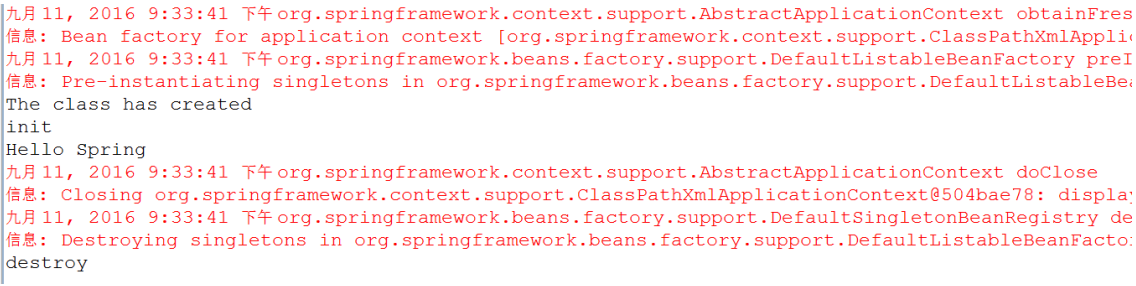 九月 11, 2016 9:33:41 下午 org.springframework.context.support.AbstractApplicationContext obtainFres
信息: Bean factory for application context [org.springframework.context.support.ClassPathXmlApplic
九月 11, 2016 9:33:41 下午 org.springframework.beans.factory.support.DefaultListableBeanFactory preI
信息: Pre-instantiating singletons in org.springframework.beans.factory.support.DefaultListableBea
The class has created
init
Hello Spring
九月 11, 2016 9:33:41 下午 org.springframework.context.support.AbstractApplicationContext doClose
信息: Closing org.springframework.context.support.ClassPathXmlApplicationContext@504bae78: display
九月 11, 2016 9:33:41 下午 org.springframework.beans.factory.support.DefaultSingletonBeanRegistry de
信息: Destroying singletons in org.springframework.beans.factory.support.DefaultListableBeanFacto
destroy